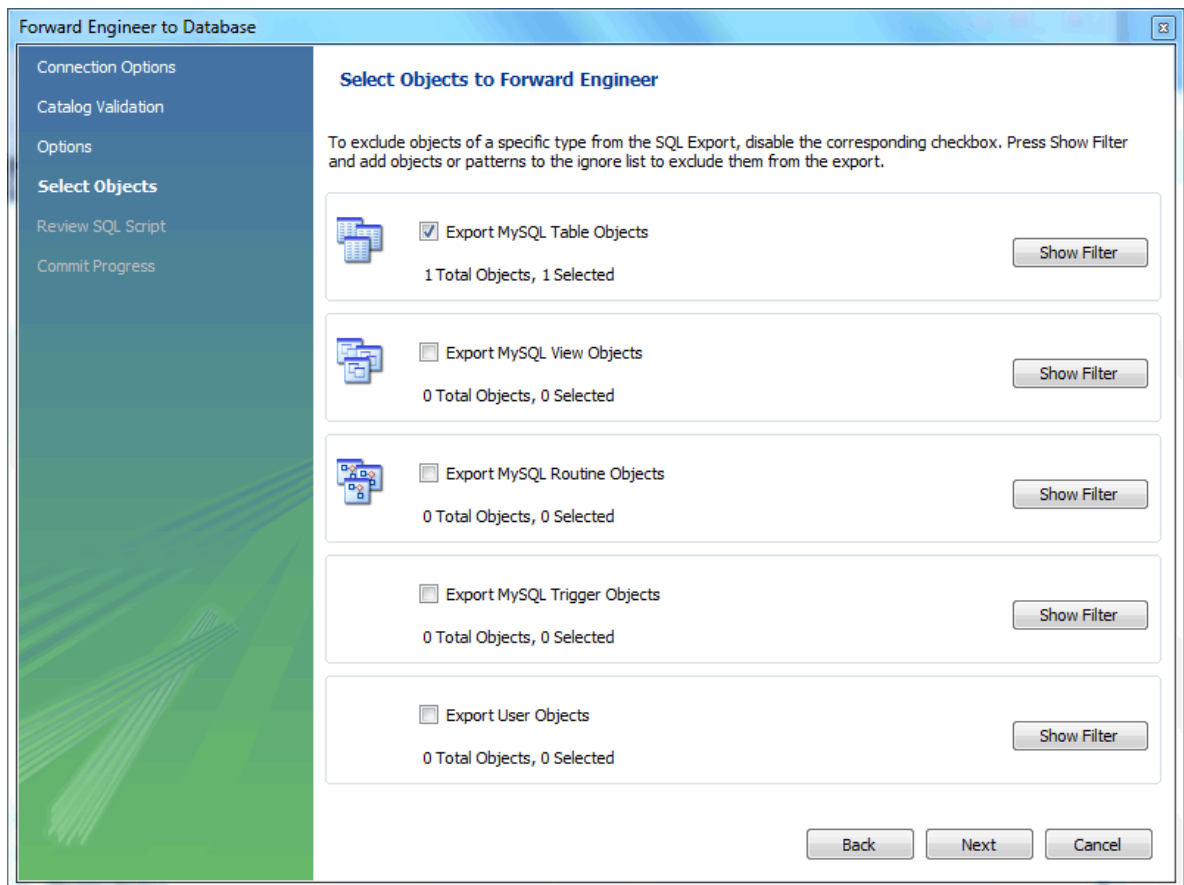 Forward Engineer to Database
Connection Options
Catalog Validation
Options
Select Objects
Review SQL Script
Commit Progress
Select Objects to Forward Engineer
To exclude objects of a specific type from the SQL Export, disable the corresponding checkbox. Press Show Filter
and add objects or patterns to the ignore list to exclude them from the export.
Export MySQL Table Objects
Show Filter
1 Total Objects, 1 Selected
Export MySQL View Objects
Show Filter
0 Total Objects, 0 Selected
Export MySQL Routine Objects
Show Filter
0 Total Objects, 0 Selected
Export MySQL Trigger Objects
Show Filter
0 Total Objects, 0 Selected
Export User Objects
Show Filter
0 Total Objects, 0 Selected
Back Next Cancel